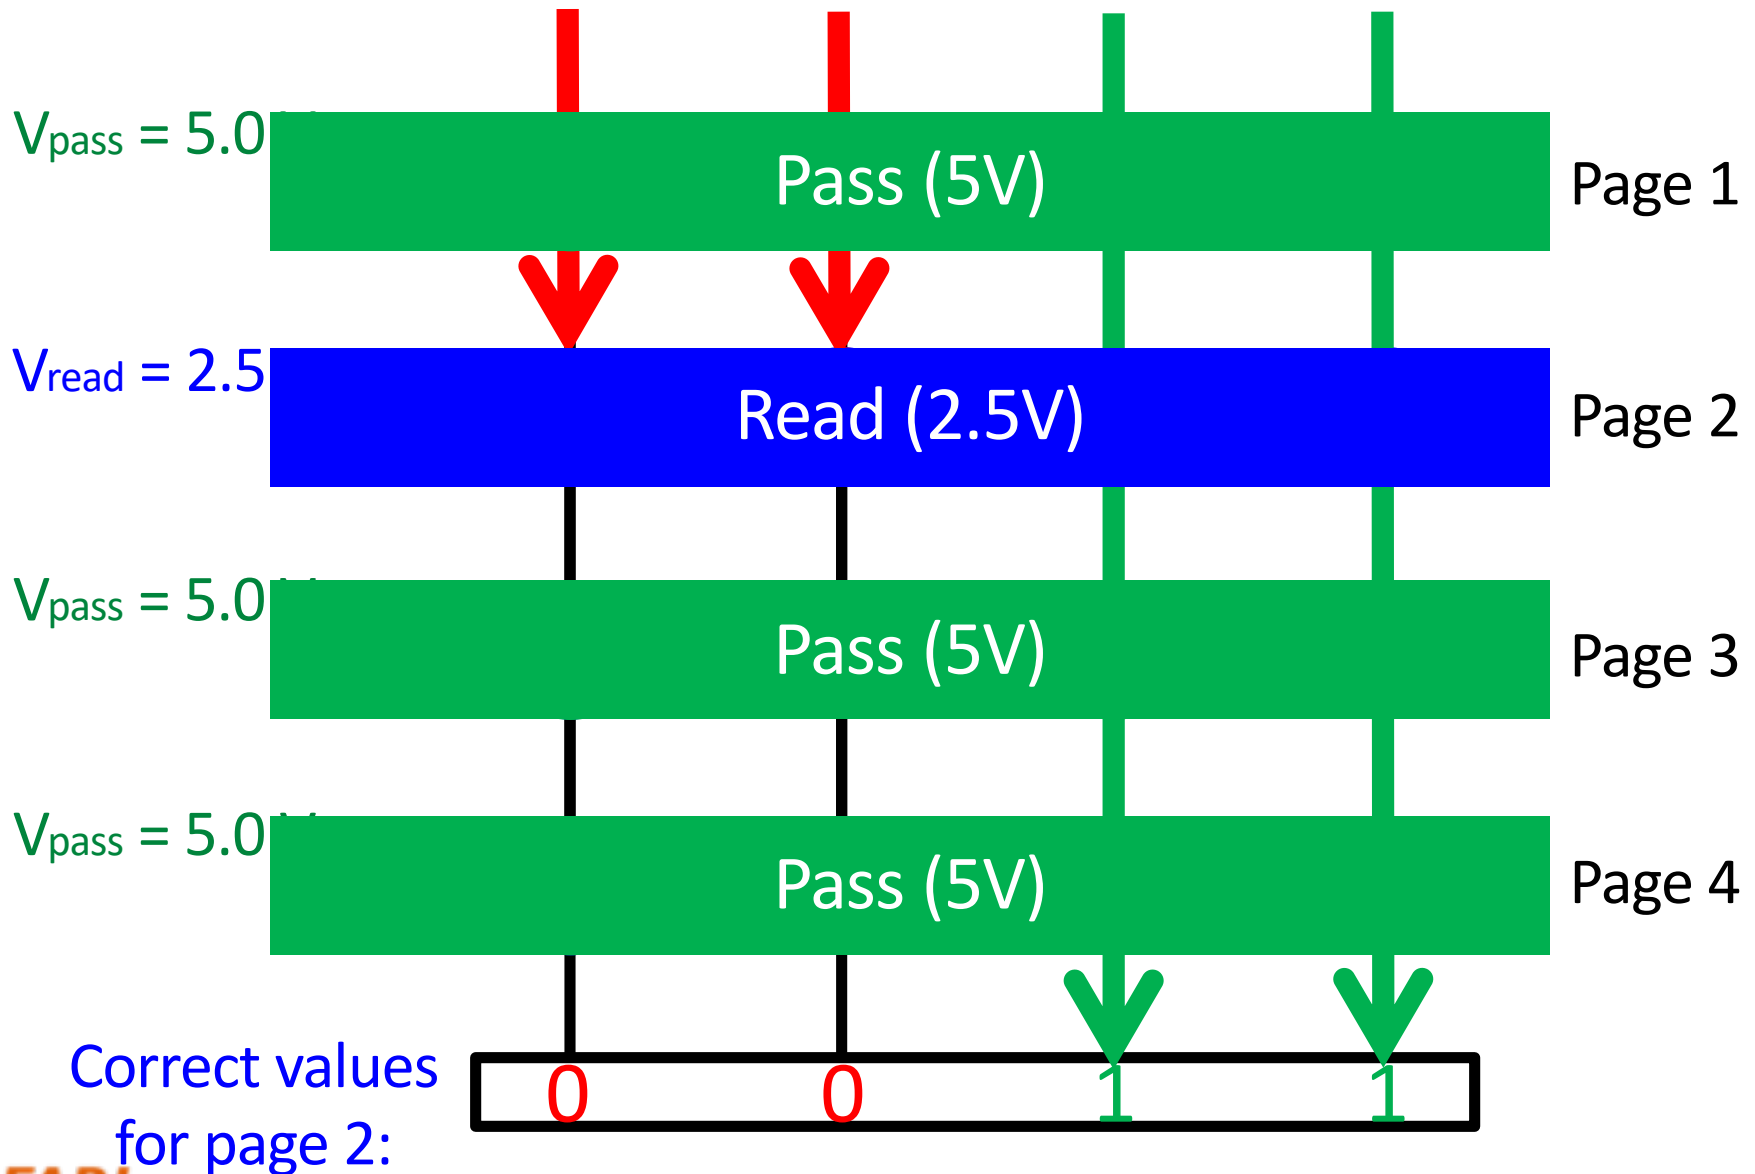 Vpass = 5.0
Pass (5V)
Page 1
Vread = 2.5
Read (2.5V)
Page 2
Vpass = 5.0
Pass (5V)
Page 3
Vpass = 5.0
Pass (5V)
Page 4
Correct values
for page 2:
0 0 1 1